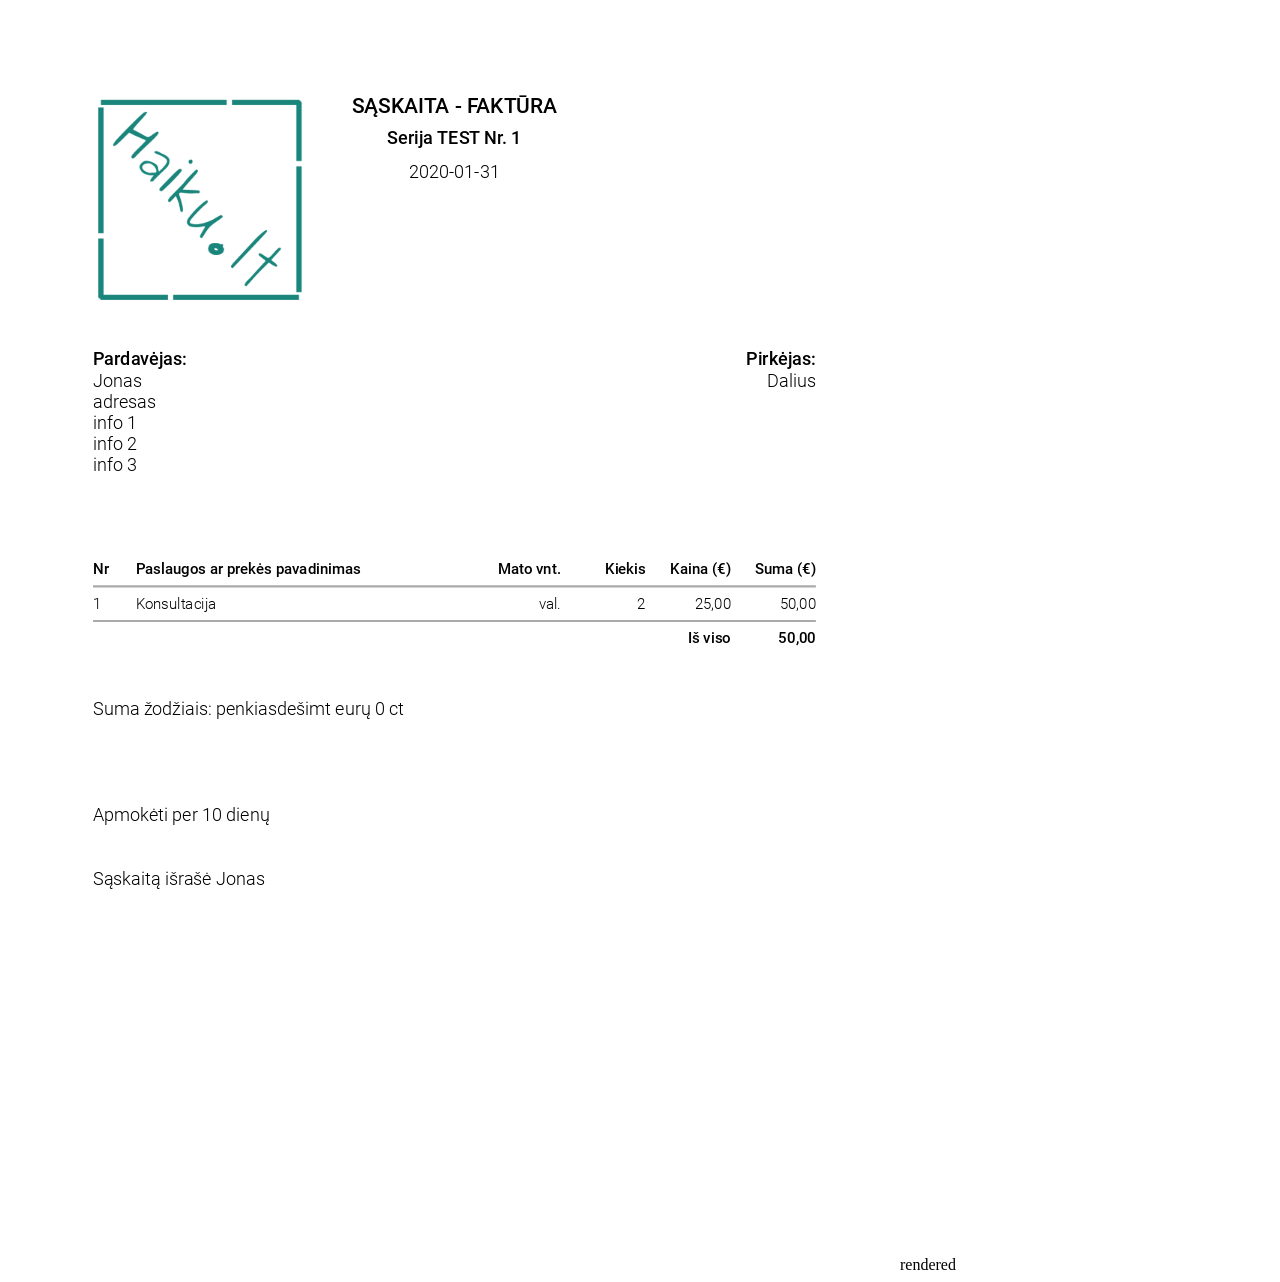 Haiku.lt
SĄSKAITA - FAKTŪRA
Serija TEST Nr. 1
2020-01-31
Pardavėjas:
Jonas
adresas
info 1
info 2
info 3
Pirkėjas:
Dalius
Nr Paslaugos ar prekės pavadinimas Mato vnt. Kiekis Kaina (€) Suma (€)
1 Konsultacija val. 2 25,00 50,00
Iš viso 50,00
Suma žodžiais: penkiasdešimt eurų 0 ct
Apmokėti per 10 dienų
Sąskaitą išrašė Jonas
rendered